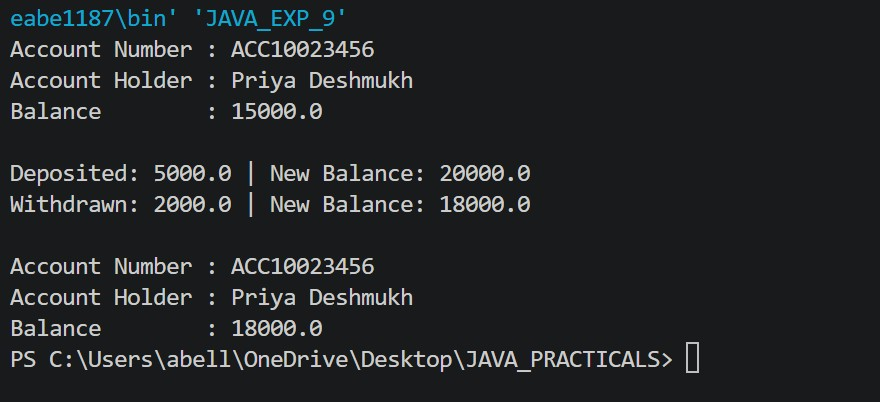 eabe1187\bin' 'JAVA_EXP_9'
Account Number : ACC10023456
Account Holder : Priya Deshmukh
Balance        : 15000.0

Deposited: 5000.0 | New Balance: 20000.0
Withdrawn: 2000.0 | New Balance: 18000.0

Account Number : ACC10023456
Account Holder : Priya Deshmukh
Balance        : 18000.0
PS C:\Users\abell\OneDrive\Desktop\JAVA_PRACTICALS>